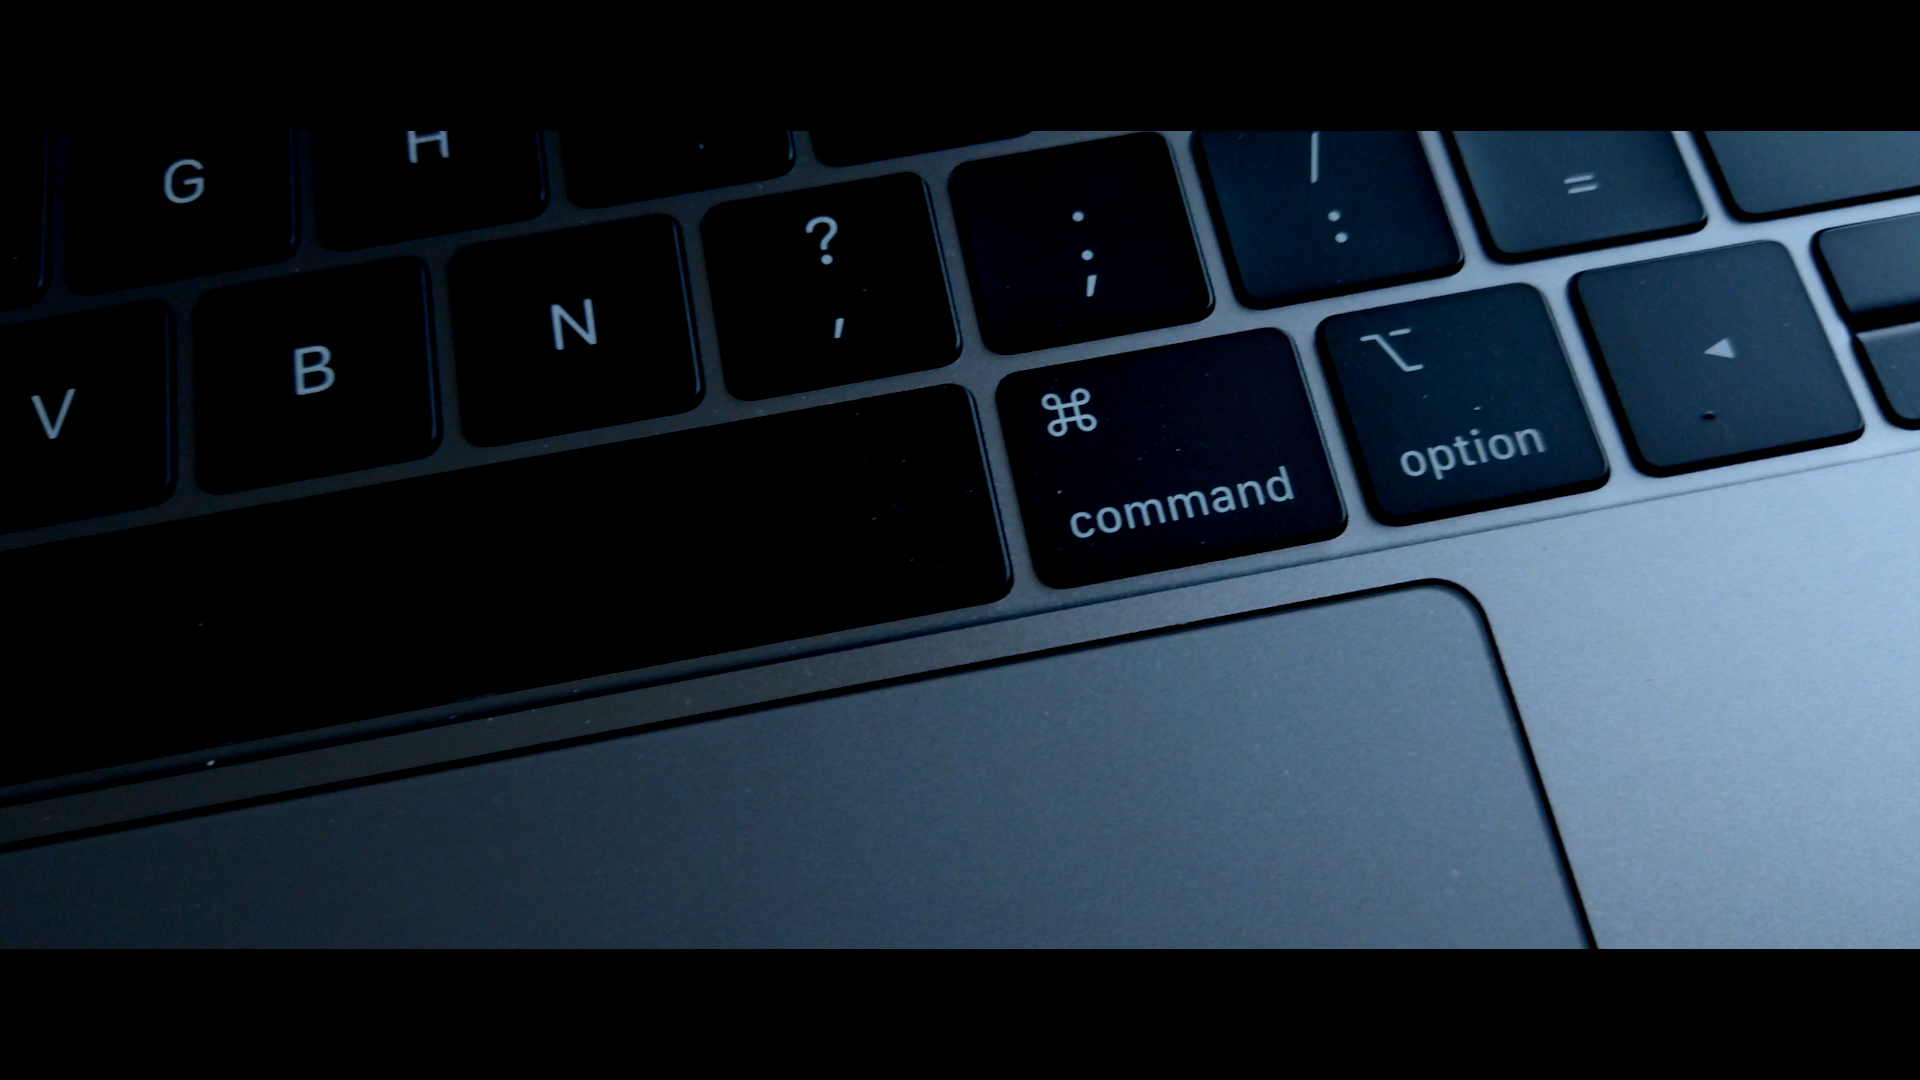 G H
/
:
=
V B N ?
,
.
;
⌘
command
⌥
option
◄